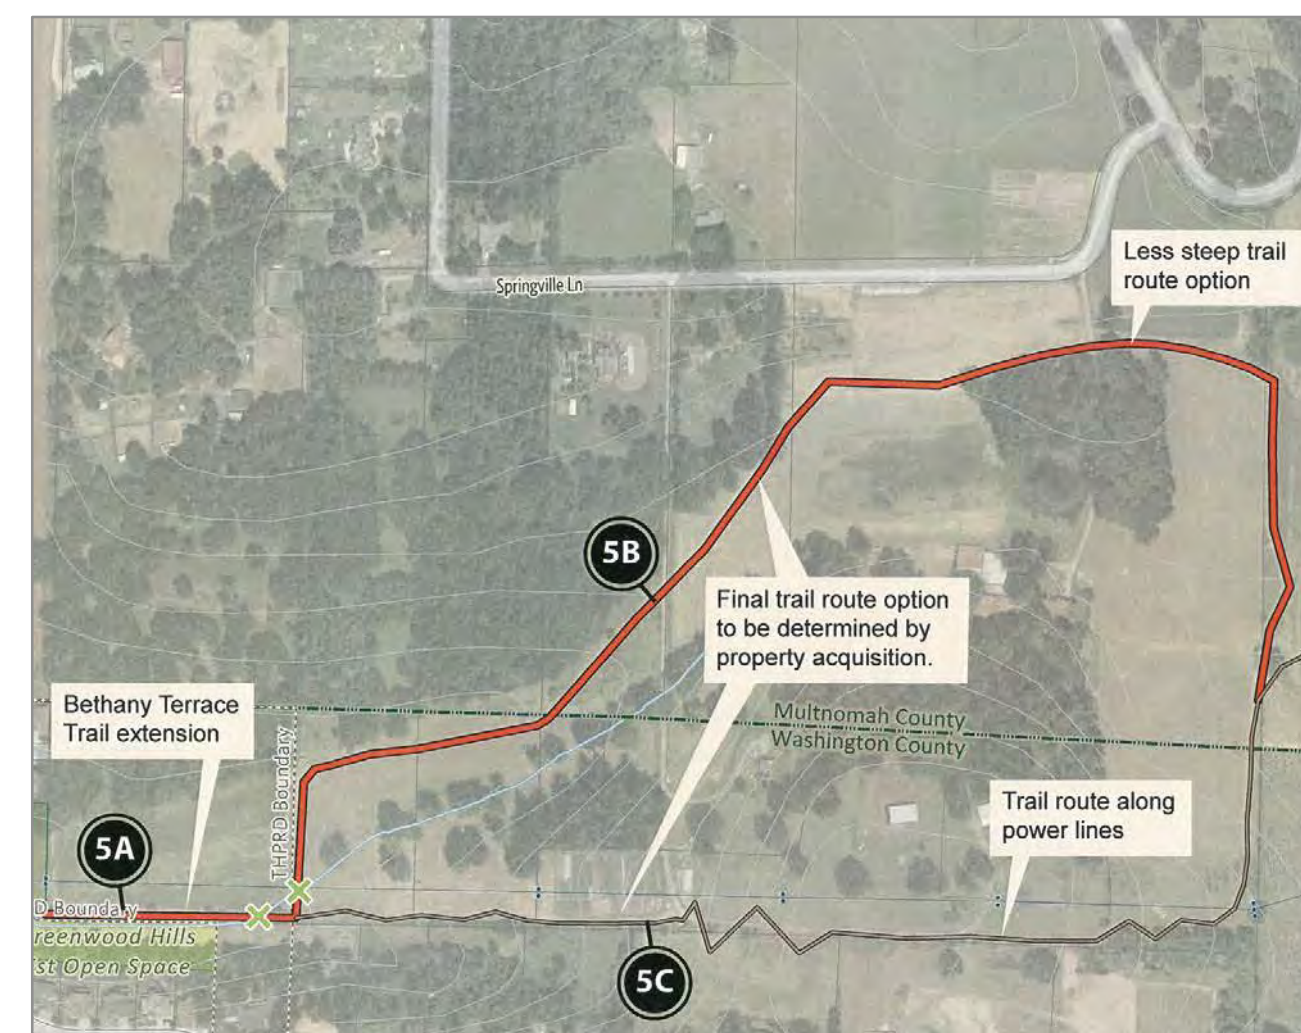 Less steep trail
route option
Springville Ln
5B
Final trail route option
to be determined by
property acquisition.
Bethany Terrace
Trail extension
THPRD Boundary
Multnomah County
Washington County
Trail route along
power lines
5A
D Boundary
reenwood Hills
st Open Space
5C